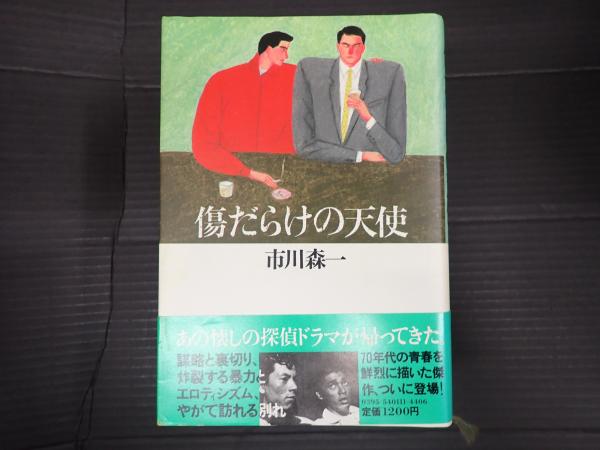 傷だらけの天使
市川森一
あの懐しの探偵ドラマが帰ってきた
謀略と裏切り、
炸裂する暴力と
エロティシズム、
やがて訪れる別れ
70年代の青春を
鮮烈に描いた傑
作、ついに登場!
0395-540111-4406
定価1200円